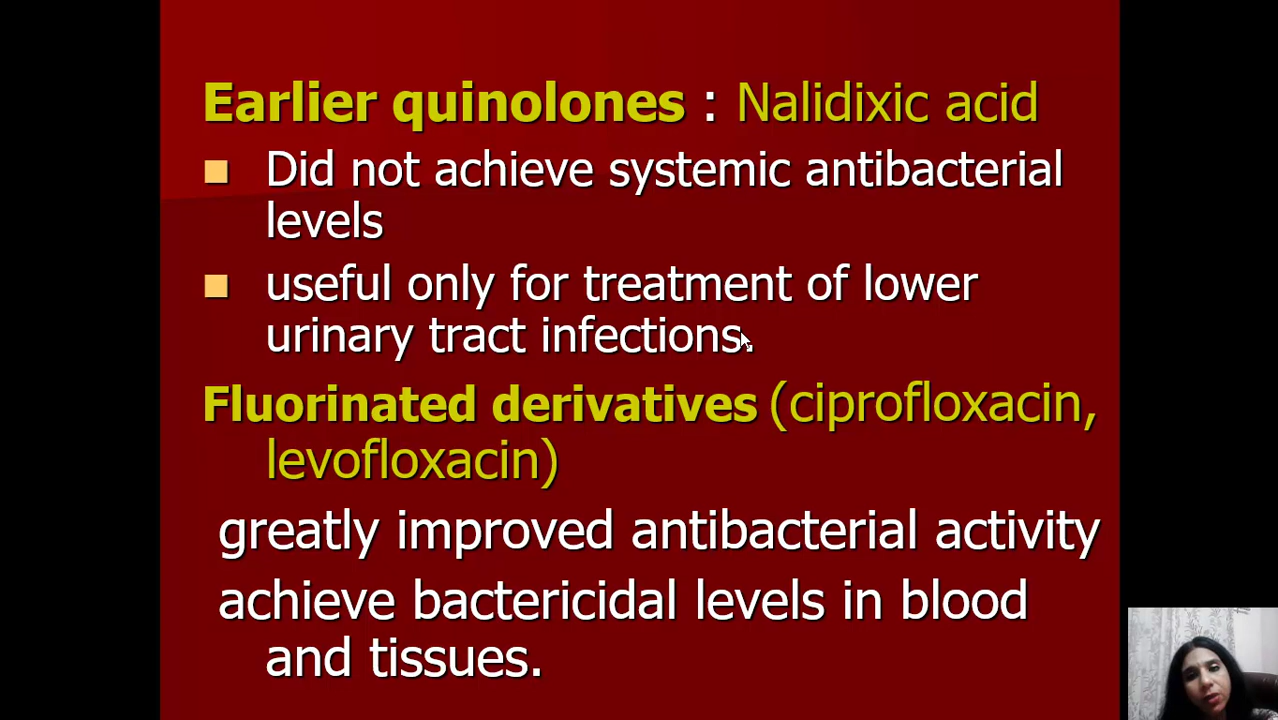 Earlier quinolones : Nalidixic acid
Did not achieve systemic antibacterial
levels
useful only for treatment of lower
urinary tract infections.
Fluorinated derivatives (ciprofloxacin,
levofloxacin)
greatly improved antibacterial activity
achieve bactericidal levels in blood
and tissues.